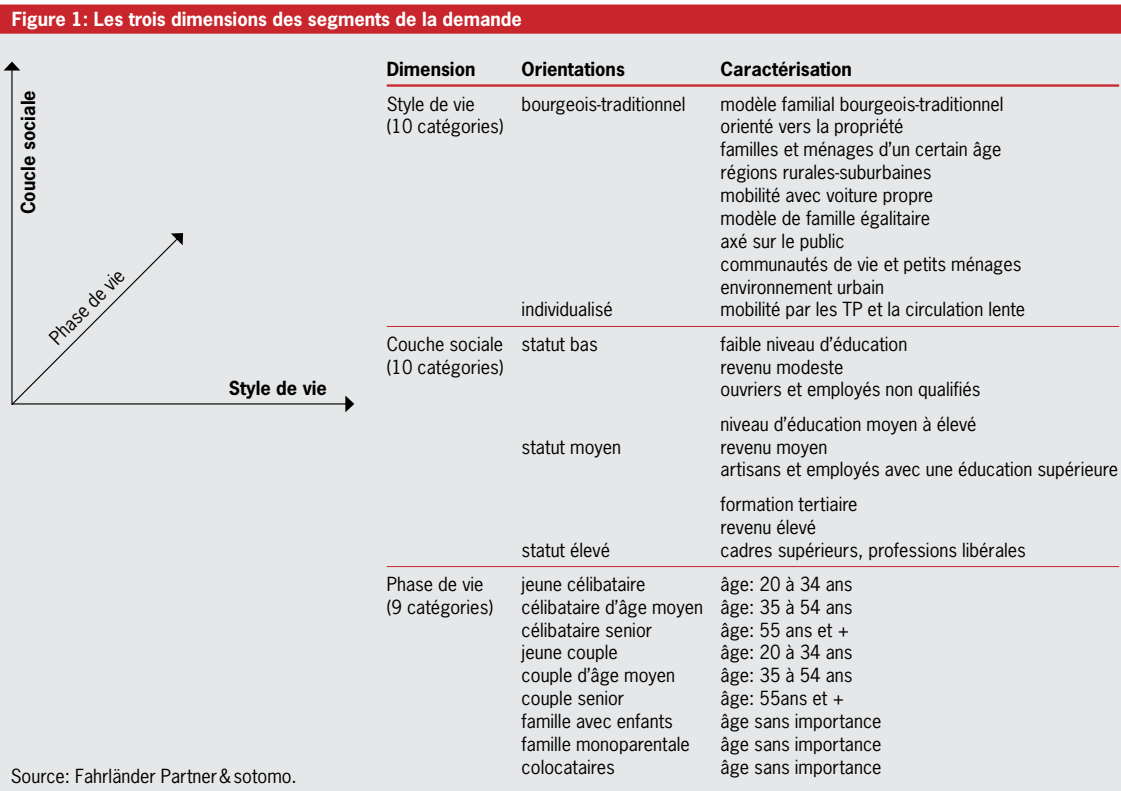 Figure 1: Les trois dimensions des segments de la demande
Coucle sociale
Phase de vie
Style de vie
Dimension Orientations Caractérisation
Style de vie bourgeois-traditionnel modèle familial bourgeois-traditionnel
(10 catégories) orienté vers la propriété
familles et ménages d'un certain âge
régions rurales-suburbaines
mobilité avec voiture propre
modèle de famille égalitaire
axé sur le public
communautés de vie et petits ménages
environnement urbain
individualisé mobilité par les TP et la circulation lente
Couche sociale statut bas faible niveau d'éducation
(10 catégories) revenu modeste
ouvriers et employés non qualifiés
niveau d'éducation moyen à élevé
statut moyen revenu moyen
artisans et employés avec une éducation supérieure
formation tertiaire
revenu élevé
statut élevé cadres supérieurs, professions libérales
Phase de vie jeune célibataire âge: 20 à 34 ans
(9 catégories) célibataire d'âge moyen âge: 35 à 54 ans
célibataire senior âge: 55 ans et +
jeune couple âge: 20 à 34 ans
couple d'âge moyen âge: 35 à 54 ans
couple senior âge: 55ans et +
famille avec enfants âge sans importance
famille monoparentale âge sans importance
colocataires âge sans importance
Source: Fahrländer Partner & sotomo.